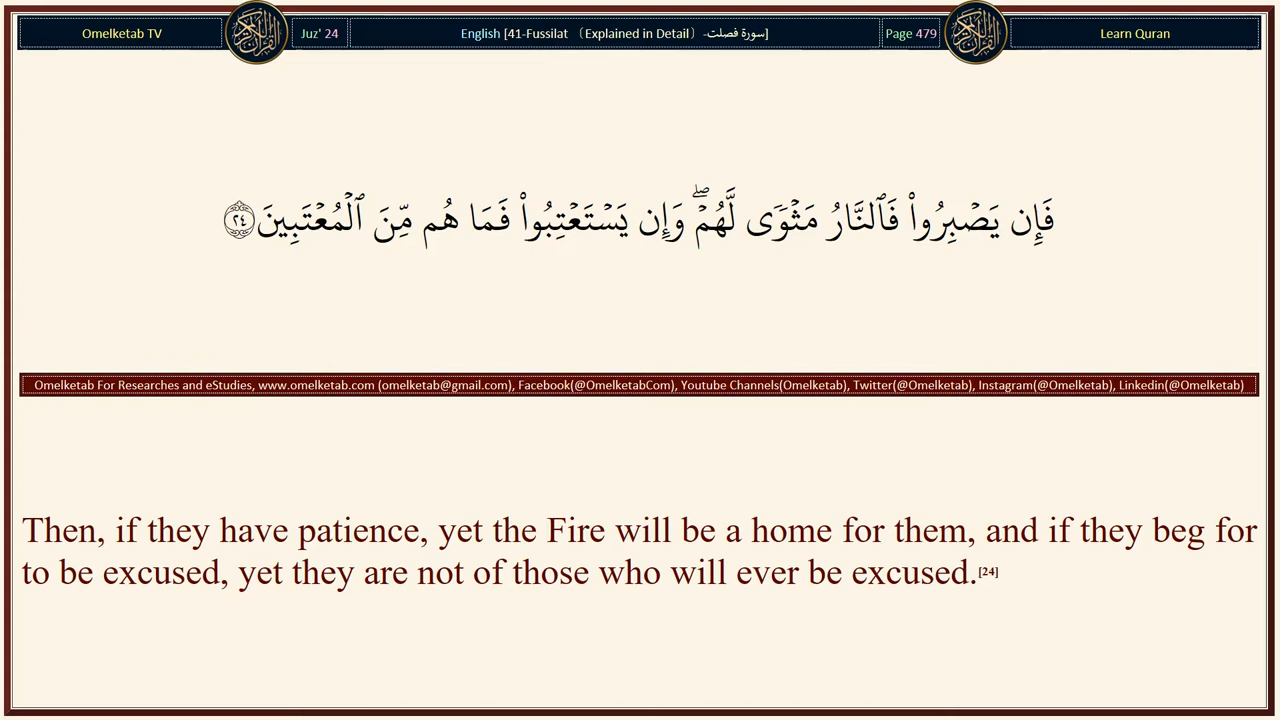 Omelketab TV
Juz' 24
English [41-Fussilat （Explained in Detail） -سورة فصلت]
Page 479
Learn Quran
فَإِن يَصۡبِرُواْ فَٱلنَّارُ مَثۡوٗى لَّهُمۡۖ وَإِن يَسۡتَعۡتِبُواْ فَمَا هُم مِّنَ ٱلۡمُعۡتَبِينَ ٢٤
Omelketab For Researches and eStudies, www.omelketab.com (omelketab@gmail.com), Facebook(@OmelketabCom), Youtube Channels(Omelketab), Twitter(@Omelketab), Instagram(@Omelketab), Linkedin(@Omelketab)
Then, if they have patience, yet the Fire will be a home for them, and if they beg for
to be excused, yet they are not of those who will ever be excused.[24]